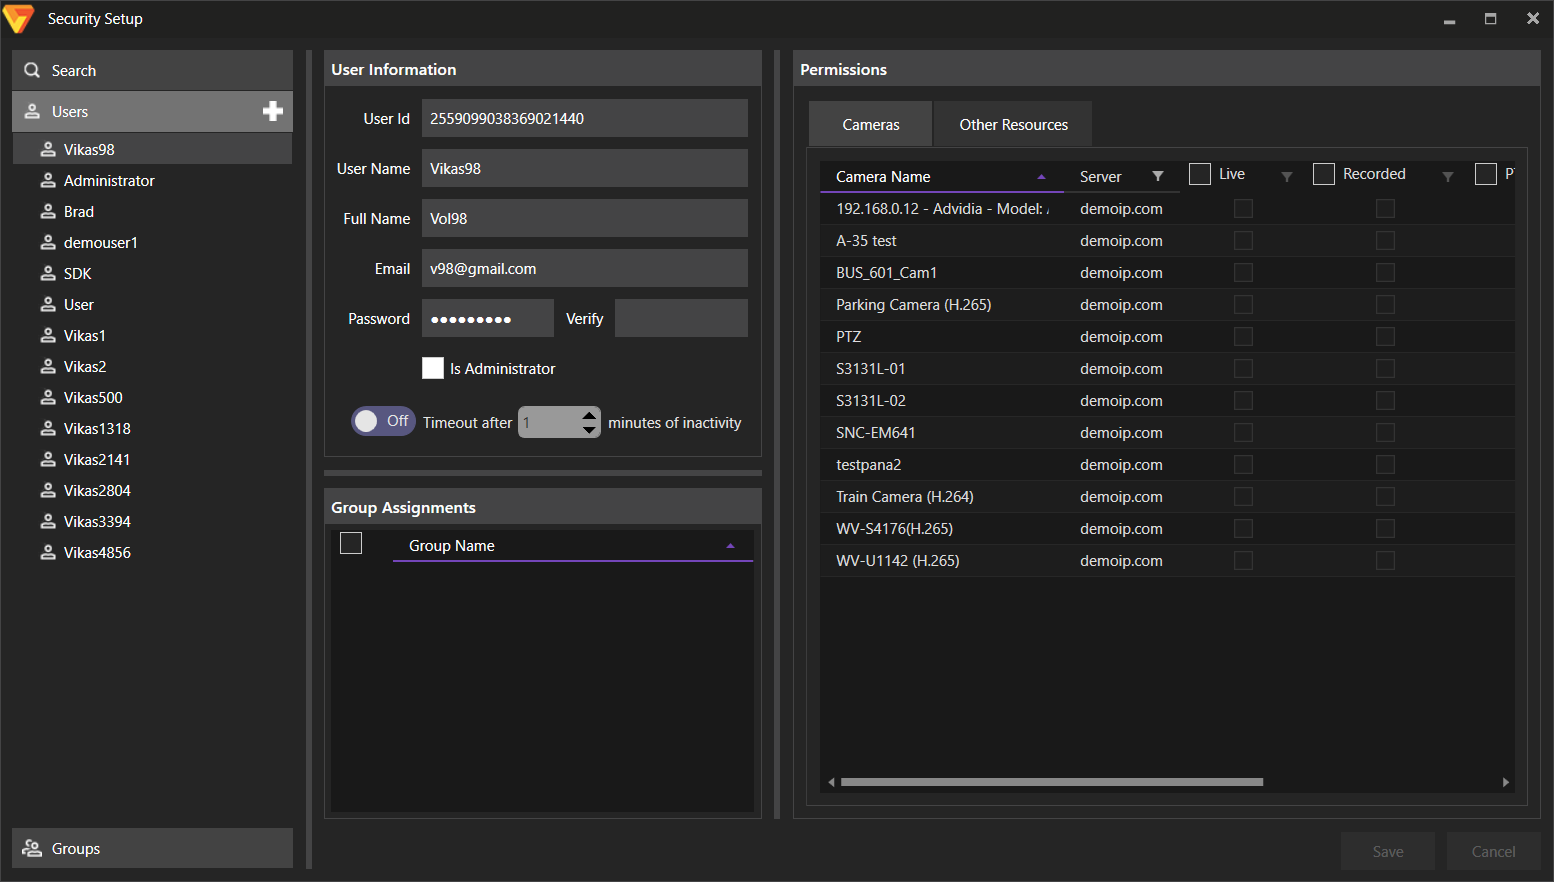 Security Setup
Search
Users
Vikas98
Administrator
Brad
demouser1
SDK
User
Vikas1
Vikas2
Vikas500
Vikas1318
Vikas2141
Vikas2804
Vikas3394
Vikas4856
Groups
User Information
User Id 2559099038369021440
User Name Vikas98
Full Name Vol98
Email v98@gmail.com
Password ●●●●●●●●● Verify
Is Administrator
Off Timeout after 1 minutes of inactivity
Group Assignments
Group Name
Permissions
Cameras Other Resources
Camera Name Server Live Recorded
192.168.0.12 - Advidia - Model: demoip.com
A-35 test demoip.com
BUS_601_Cam1 demoip.com
Parking Camera (H.265) demoip.com
PTZ demoip.com
S3131L-01 demoip.com
S3131L-02 demoip.com
SNC-EM641 demoip.com
testpana2 demoip.com
Train Camera (H.264) demoip.com
WV-S4176(H.265) demoip.com
WV-U1142 (H.265) demoip.com
Save Cancel